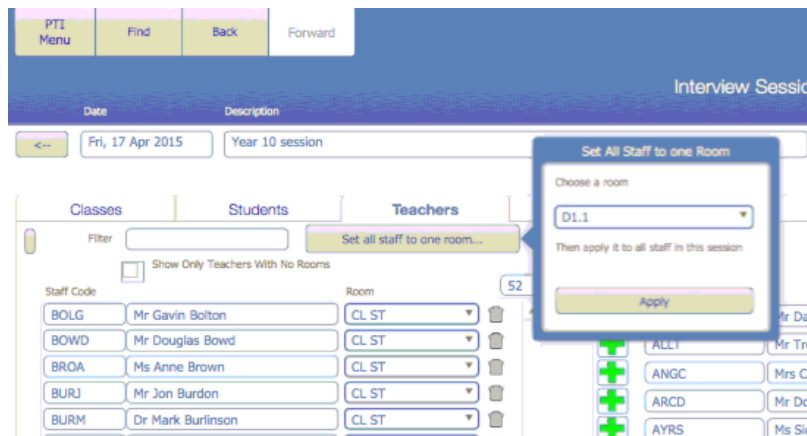 PTI
Menu
Find
Back
Forward
Interview Sessio
Date
Description
<--
Fri, 17 Apr 2015
Year 10 session
Set All Staff to one Room
Choose a room
D1.1
Then apply it to all staff in this session
Apply
Classes
Students
Teachers
Filter
Set all staff to one room...
Show Only Teachers With No Rooms
52
Staff Code
Room
BOLG Mr Gavin Bolton CL ST
BOWD Mr Douglas Bowd CL ST
BROA Ms Anne Brown CL ST
BURJ Mr Jon Burdon CL ST
BURM Dr Mark Burlinson CL ST
Mr Da
ALLT Mr Tr
ANGC Mrs C
ARCD Mr Do
AYRS Ms Si